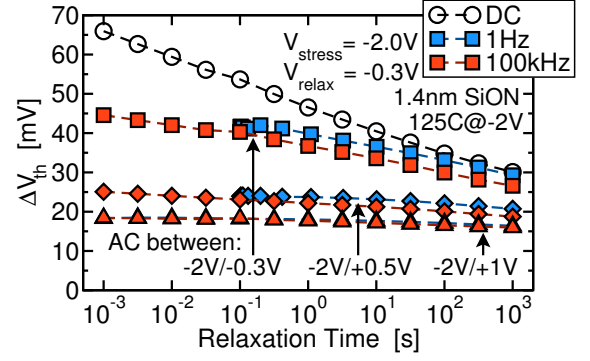 70
60
50
40
30
20
10
0
ΔV_th [mV]
DC
1Hz
100kHz
V_stress = -2.0V
V_relax = -0.3V
1.4nm SiON
125C@-2V
AC between:
-2V/-0.3V
-2V/+0.5V
-2V/+1V
10^-3 10^-2 10^-1 10^0 10^1 10^2 10^3
Relaxation Time [s]